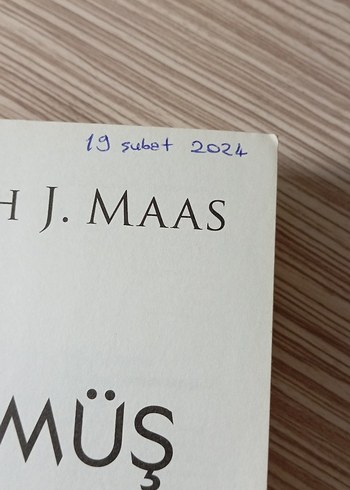 19 şubat 2024
H J. MAAS
MÜŞ